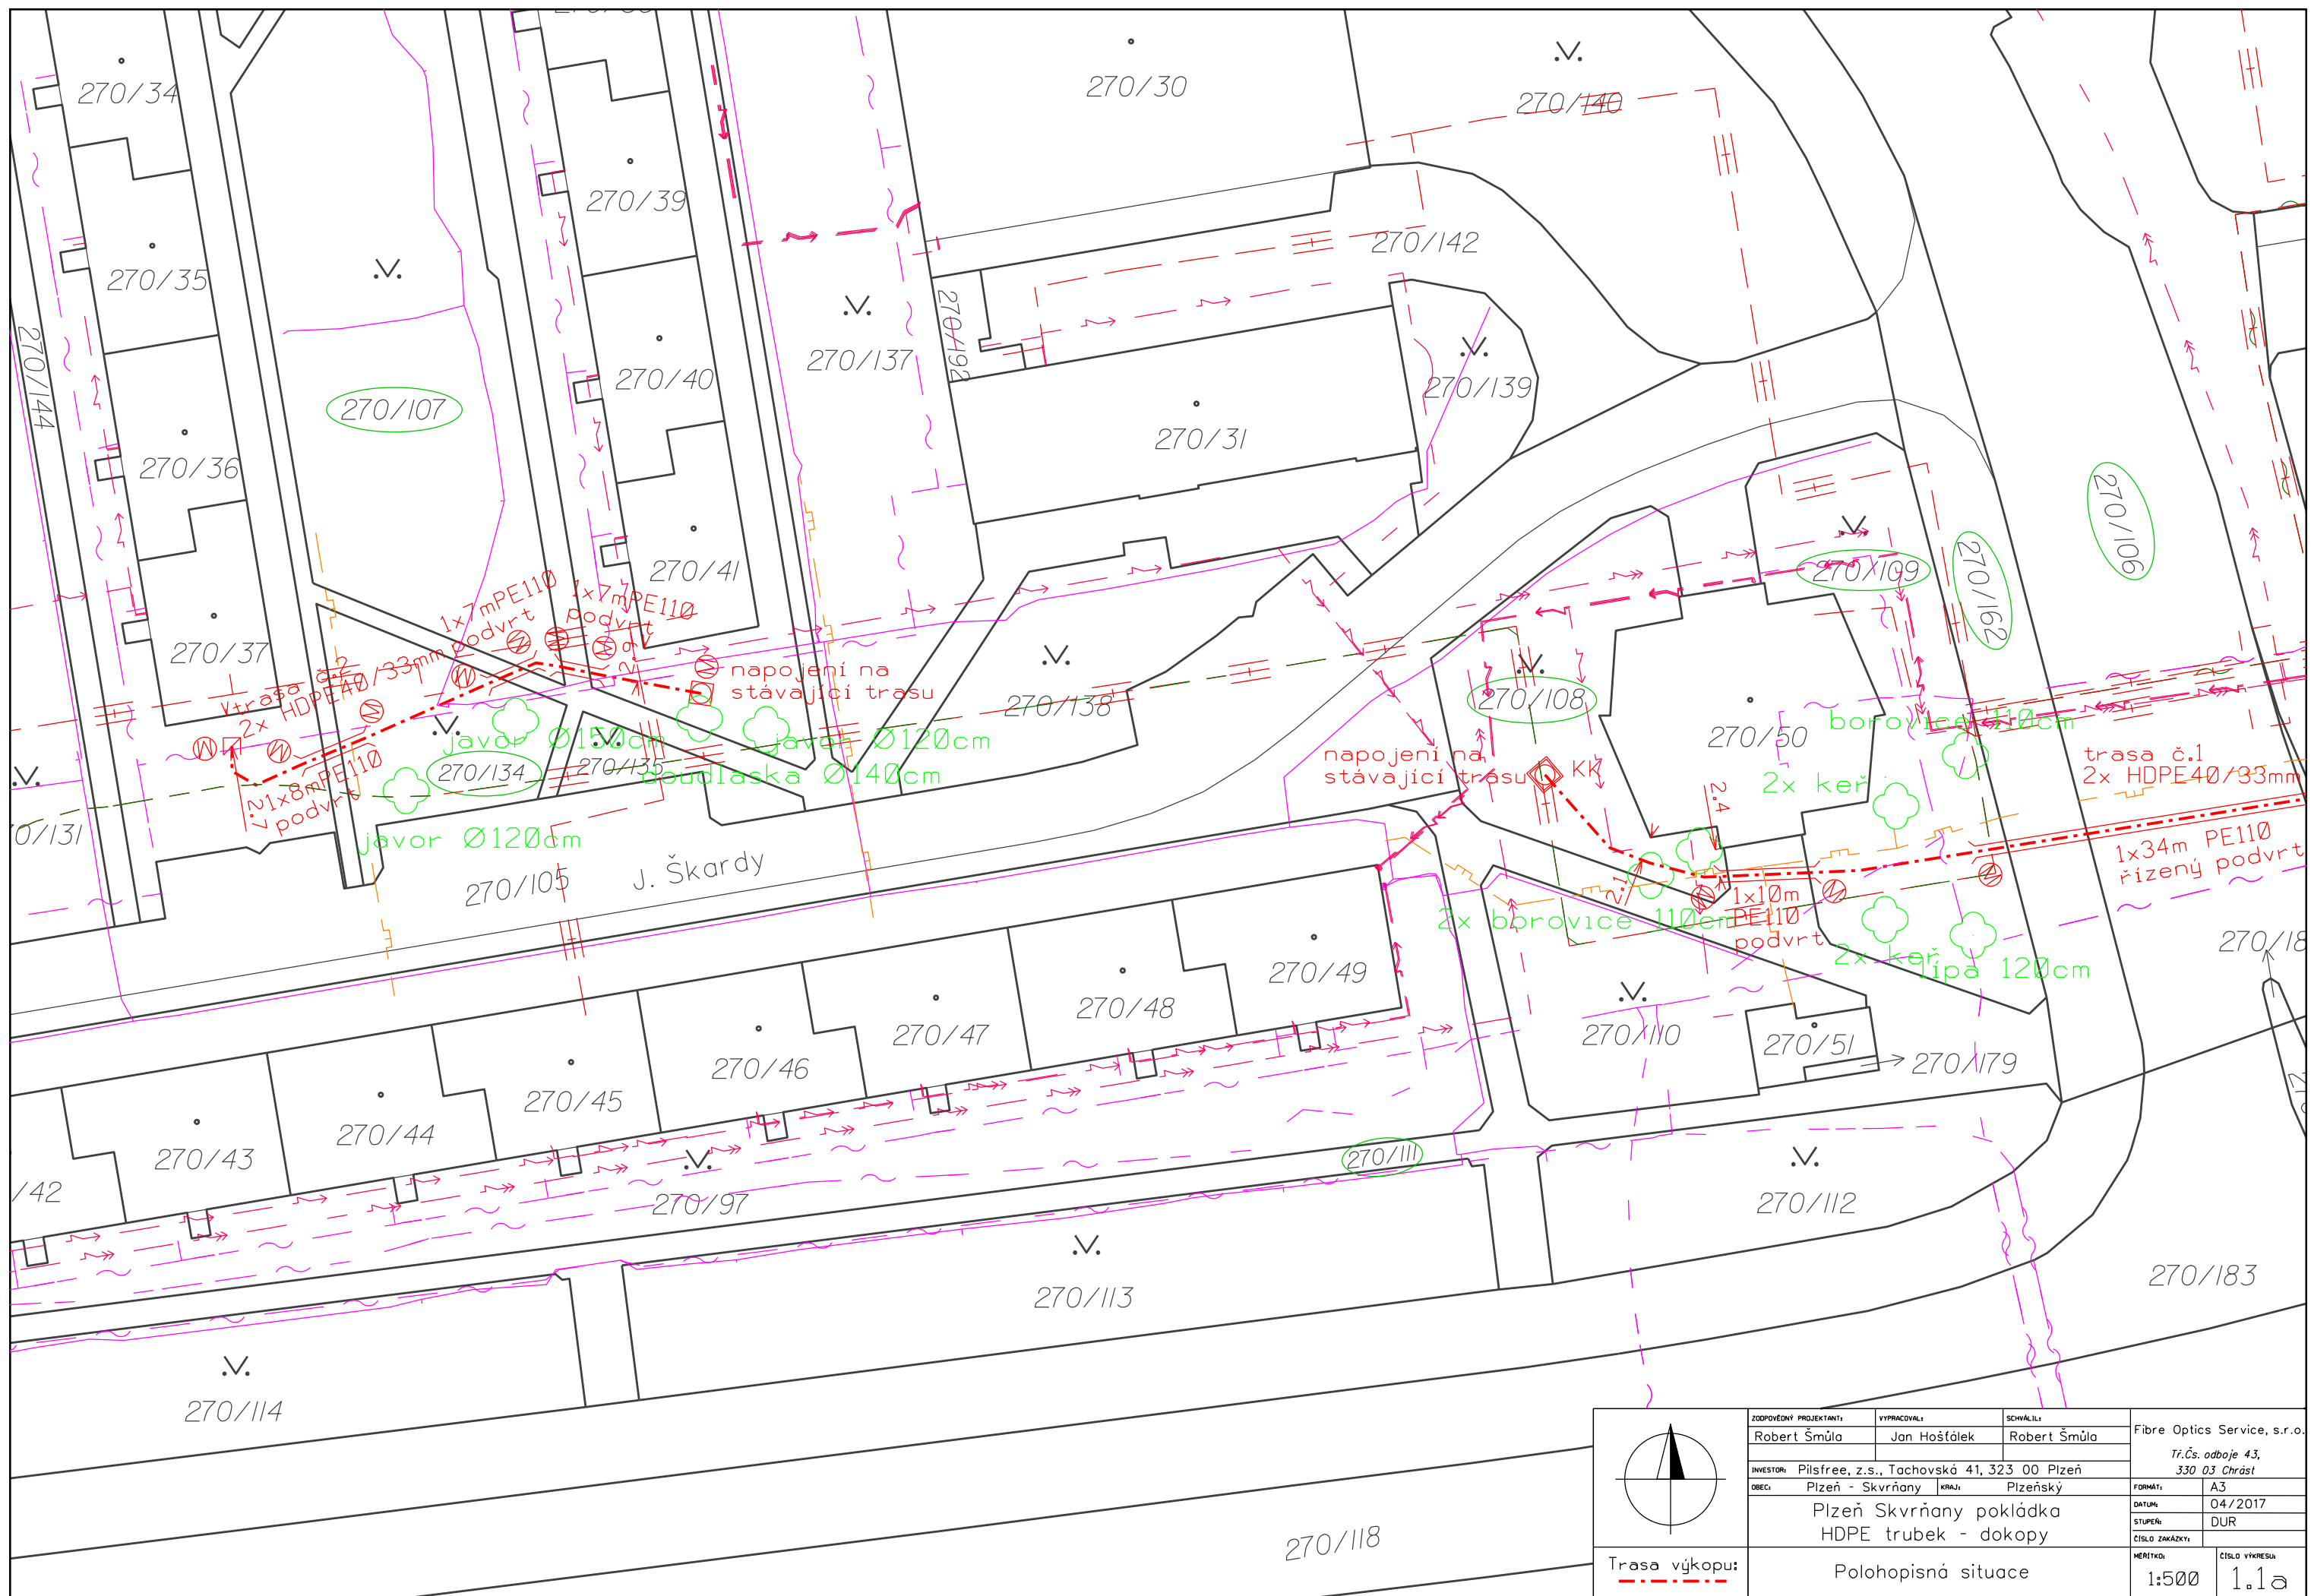 270/34
270/30
270/140
270/39
270/142
270/35
270/144
270/137
270/192
270/40
270/139
270/107
270/31
270/36
270/106
270/109
270/162
270/41
1x7mPE110
podvrt
1x7mPE110
podvrt
270/37
trasa č.2
2x HDPE40/33mm
napojení na
stávající trasu
270/138
270/108
270/50
borovice 110cm
javor Ø150cm
javor Ø120cm
270/134
270/135
doudlaska Ø140cm
napojení na
stávající trasu
KK
2x keř
trasa č.1
2x HDPE40/33mm
2.4
7.2
1x8mPE110
podvrt
javor Ø120cm
J. Škardy
270/105
2.1
1x34m PE110
řízený podvrt
1x10m
PE110
podvrt
2x borovice 110cm
2x keř
lípa 120cm
270/18
270/49
270/48
270/47
270/46
270/45
270/44
270/43
/42
270/110
270/51
270/179
270/111
270/97
270/112
270/113
270/183
270/114
270/118
ZODPOVĚDNÝ PROJEKTANT:
VYPRACOVAL:
SCHVÁLIL:
Robert Šmůla
Jan Hošťálek
Robert Šmůla
Fibre Optics Service, s.r.o.
Tř.Čs. odboje 43,
330 03 Chrást
INVESTOR: Pilsfree, z.s., Tachovská 41, 323 00 Plzeň
OBEC: Plzeň - Skvrňany
KRAJ: Plzeňský
FORMÁT: A3
DATUM: 04/2017
STUPEŇ: DUR
ČÍSLO ZAKÁZKY:
Plzeň Skvrňany pokládka
HDPE trubek - dokopy
Trasa výkopu:
Polohopisná situace
MĚŘÍTKO:
1:500
ČÍSLO VÝKRESU:
1.1a